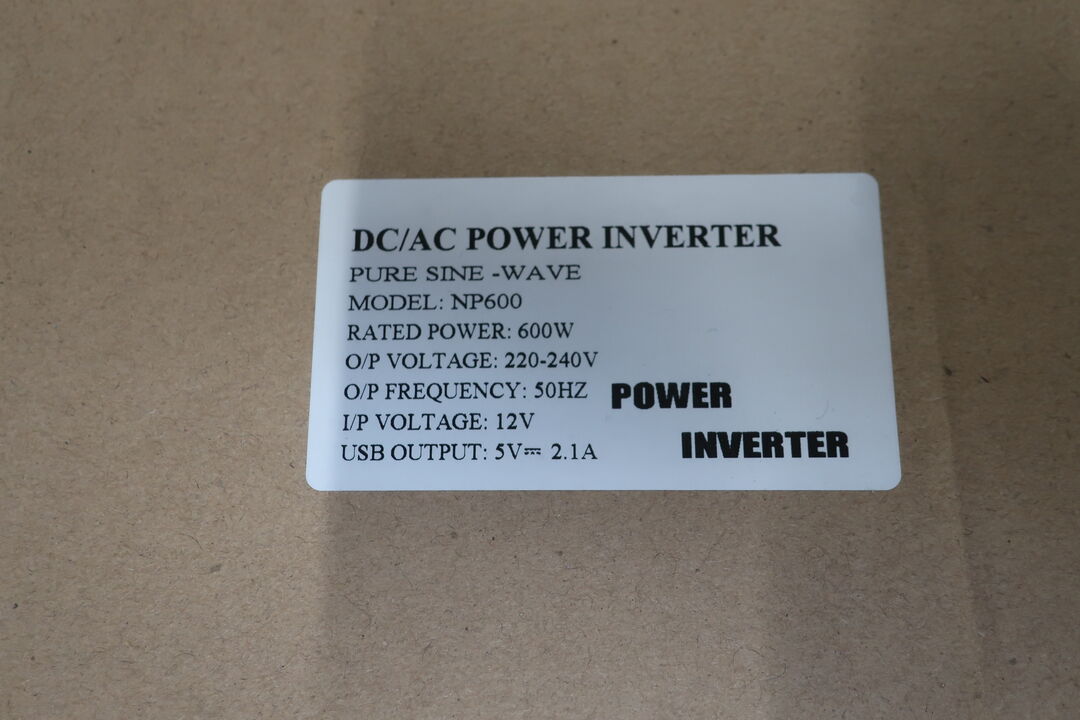 DC/AC POWER INVERTER
PURE SINE -WAVE
MODEL: NP600
RATED POWER: 600W
O/P VOLTAGE: 220-240V
O/P FREQUENCY: 50HZ
I/P VOLTAGE: 12V
USB OUTPUT: 5V⎓ 2.1A
POWER
INVERTER